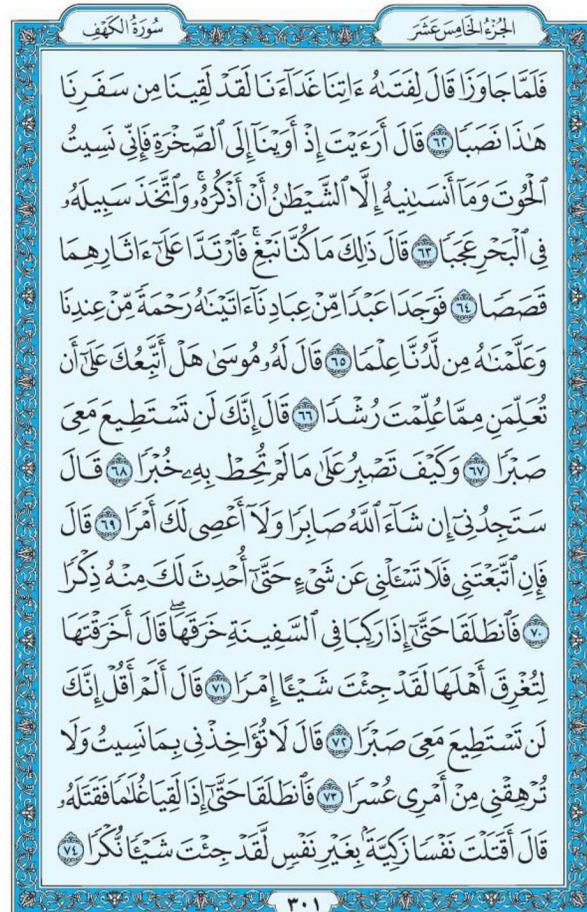 الجُزْءُ الخَامِسَ عَشَرَ
سُورَةُ الكَهْفِ
فَلَمَّا جَاوَزَا قَالَ لِفَتَىٰهُ ءَاتِنَا غَدَآءَنَا لَقَدْ لَقِينَا مِن سَفَرِنَا
هَٰذَا نَصَبًا ٦٢ قَالَ أَرَءَيْتَ إِذْ أَوَيْنَآ إِلَى ٱلصَّخْرَةِ فَإِنِّي نَسِيتُ
ٱلْحُوتَ وَمَآ أَنسَىٰنِيهُ إِلَّا ٱلشَّيْطَٰنُ أَنْ أَذْكُرَهُۥۚ وَٱتَّخَذَ سَبِيلَهُۥ
فِي ٱلْبَحْرِ عَجَبًا ٦٣ قَالَ ذَٰلِكَ مَا كُنَّا نَبْغِۚ فَٱرْتَدَّا عَلَىٰٓ ءَاثَارِهِمَا
قَصَصًا ٦٤ فَوَجَدَا عَبْدًا مِّنْ عِبَادِنَآ ءَاتَيْنَٰهُ رَحْمَةً مِّنْ عِندِنَا
وَعَلَّمْنَٰهُ مِن لَّدُنَّا عِلْمًا ٦٥ قَالَ لَهُۥ مُوسَىٰ هَلْ أَتَّبِعُكَ عَلَىٰٓ أَن
تُعَلِّمَنِ مِمَّا عُلِّمْتَ رُشْدًا ٦٦ قَالَ إِنَّكَ لَن تَسْتَطِيعَ مَعِيَ
صَبْرًا ٦٧ وَكَيْفَ تَصْبِرُ عَلَىٰ مَا لَمْ تُحِطْ بِهِۦ خُبْرًا ٦٨ قَالَ
سَتَجِدُنِيٓ إِن شَآءَ ٱللَّهُ صَابِرًا وَلَآ أَعْصِي لَكَ أَمْرًا ٦٩ قَالَ
فَإِنِ ٱتَّبَعْتَنِي فَلَا تَسْـَٔلْنِي عَن شَيْءٍ حَتَّىٰٓ أُحْدِثَ لَكَ مِنْهُ ذِكْرًا
٧٠ فَٱنطَلَقَا حَتَّىٰٓ إِذَا رَكِبَا فِي ٱلسَّفِينَةِ خَرَقَهَاۖ قَالَ أَخَرَقْتَهَا
لِتُغْرِقَ أَهْلَهَا لَقَدْ جِئْتَ شَيْـًٔا إِمْرًا ٧١ قَالَ أَلَمْ أَقُلْ إِنَّكَ
لَن تَسْتَطِيعَ مَعِيَ صَبْرًا ٧٢ قَالَ لَا تُؤَاخِذْنِي بِمَا نَسِيتُ وَلَا
تُرْهِقْنِي مِنْ أَمْرِي عُسْرًا ٧٣ فَٱنطَلَقَا حَتَّىٰٓ إِذَا لَقِيَا غُلَٰمًا فَقَتَلَهُۥ
قَالَ أَقَتَلْتَ نَفْسًا زَكِيَّةَۢ بِغَيْرِ نَفْسٍ لَّقَدْ جِئْتَ شَيْـًٔا نُّكْرًا ٧٤
٣٠١